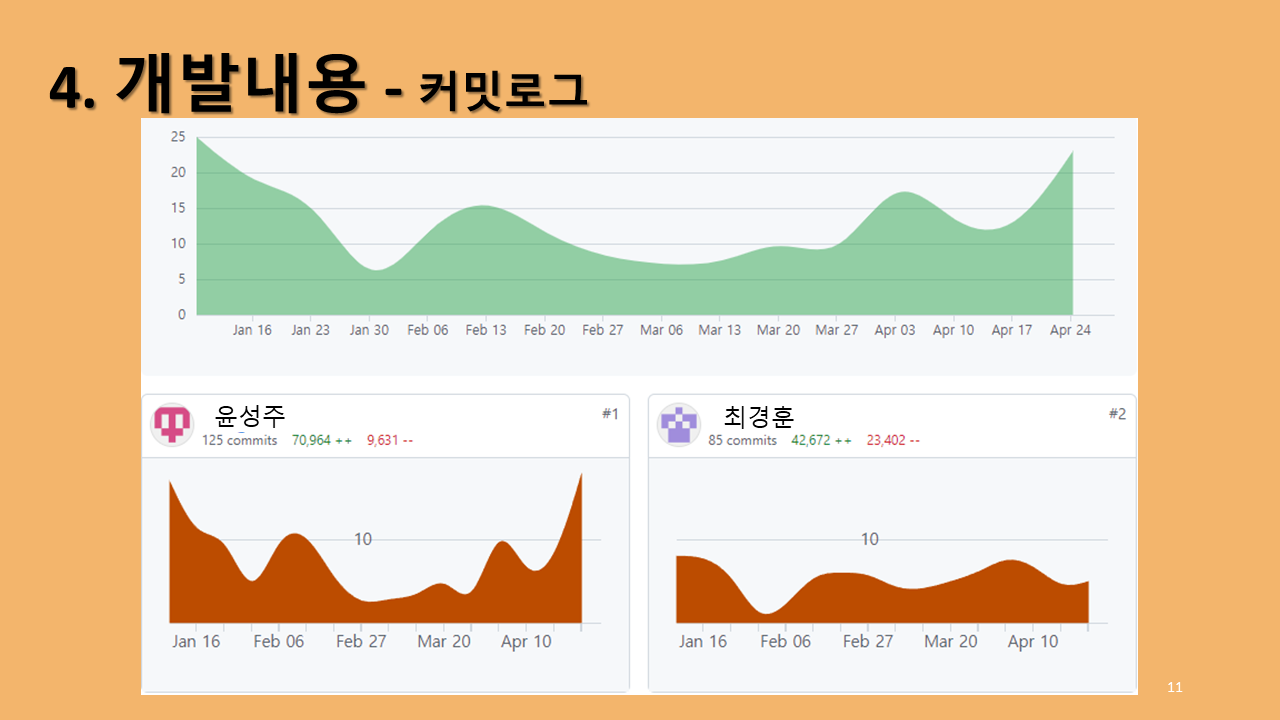 4. 개발내용 - 커밋로그
25
20
15
10
5
0
Jan 16 Jan 23 Jan 30 Feb 06 Feb 13 Feb 20 Feb 27 Mar 06 Mar 13 Mar 20 Mar 27 Apr 03 Apr 10 Apr 17 Apr 24
윤성주 #1
125 commits 70,964 ++ 9,631 --
10
Jan 16 Feb 06 Feb 27 Mar 20 Apr 10
최경훈 #2
85 commits 42,672 ++ 23,402 --
10
Jan 16 Feb 06 Feb 27 Mar 20 Apr 10
11